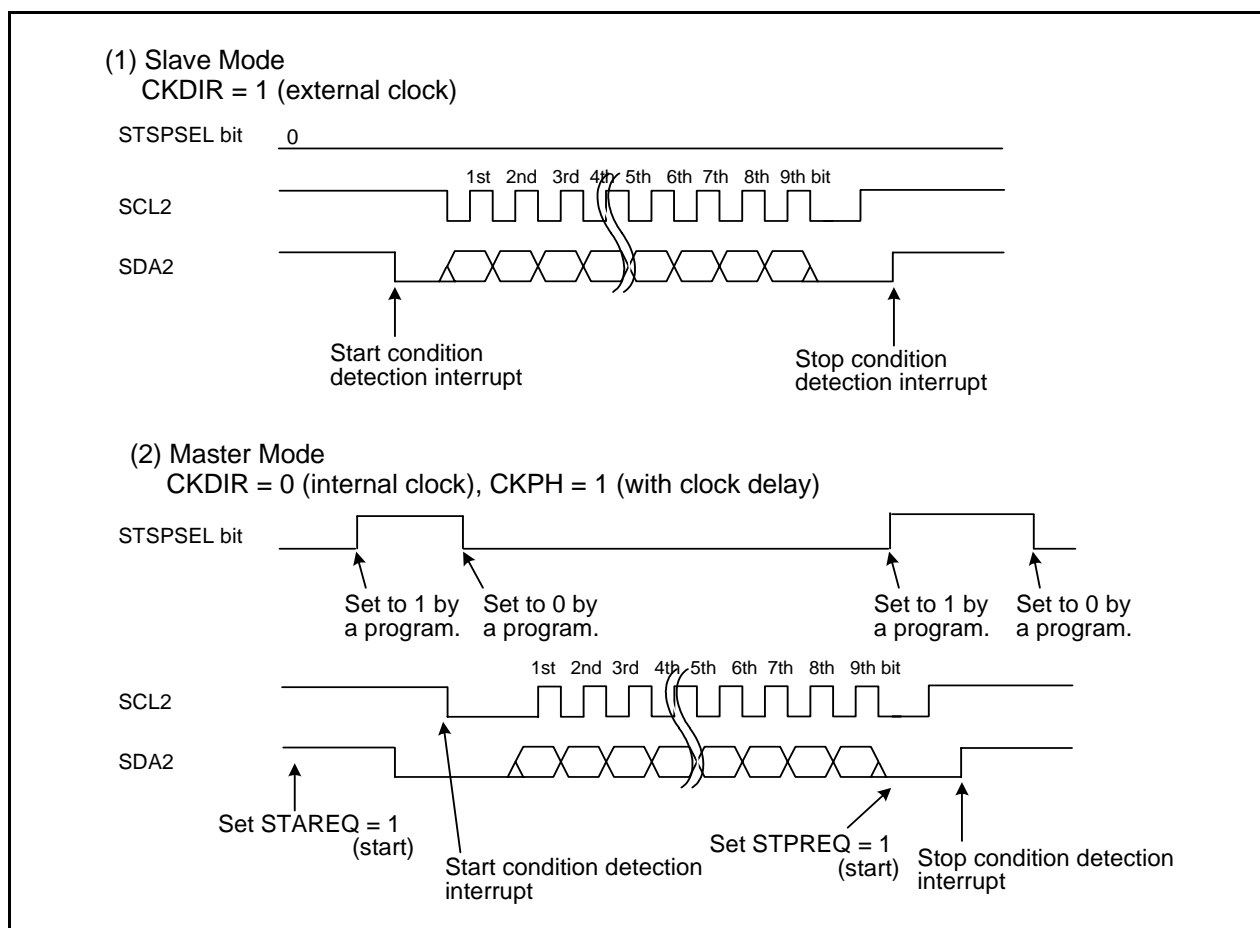 (1) Slave Mode
CKDIR = 1 (external clock)
STSPSEL bit
0
1st 2nd 3rd 4th 5th 6th 7th 8th 9th bit
SCL2
SDA2
Start condition
detection interrupt
Stop condition
detection interrupt
(2) Master Mode
CKDIR = 0 (internal clock), CKPH = 1 (with clock delay)
STSPSEL bit
Set to 1 by
a program.
Set to 0 by
a program.
Set to 1 by
a program.
Set to 0 by
a program.
1st 2nd 3rd 4th 5th 6th 7th 8th 9th bit
SCL2
SDA2
Set STAREQ = 1
(start)
Start condition detection
interrupt
Set STPREQ = 1
(start)
Stop condition detection
interrupt